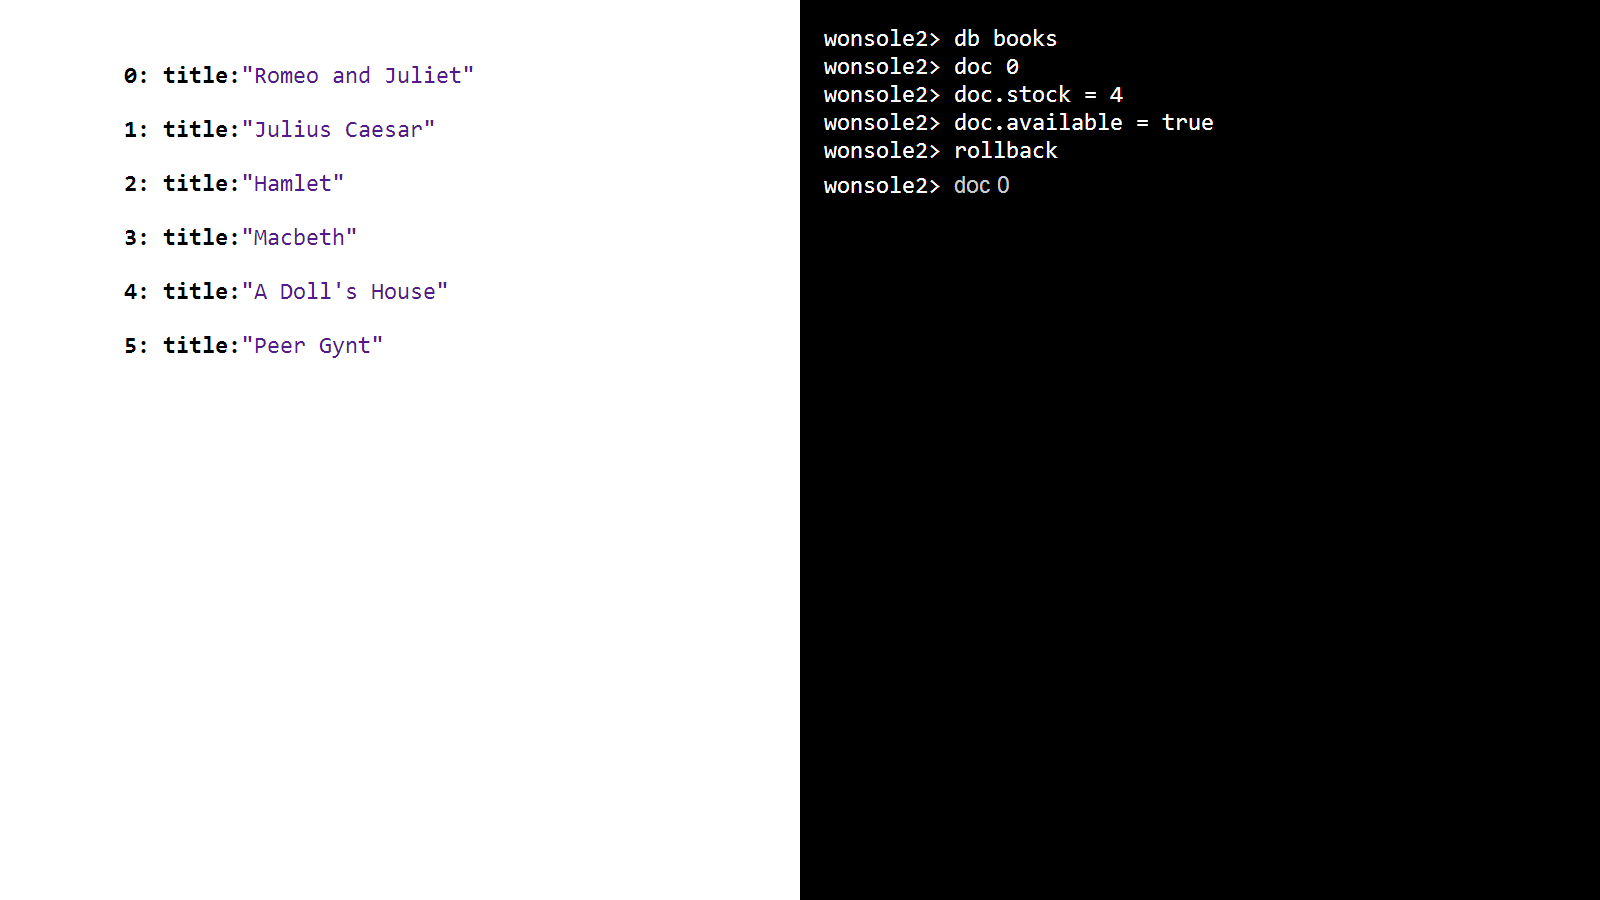 0: title:"Romeo and Juliet"
1: title:"Julius Caesar"
2: title:"Hamlet"
3: title:"Macbeth"
4: title:"A Doll's House"
5: title:"Peer Gynt"
wonsole2> db books
wonsole2> doc 0
wonsole2> doc.stock = 4
wonsole2> doc.available = true
wonsole2> rollback
wonsole2> doc 0